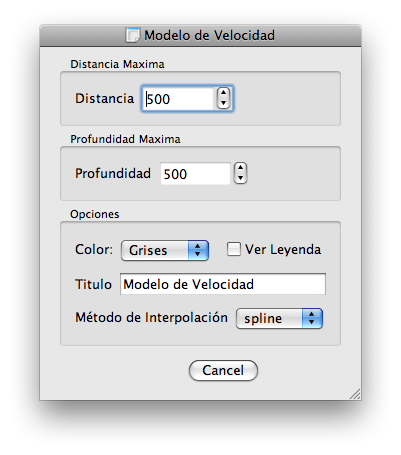 Modelo de Velocidad
Distancia Maxima
Distancia 500
Profundidad Maxima
Profundidad 500
Opciones
Color: Grises Ver Leyenda
Titulo Modelo de Velocidad
Método de Interpolación spline
Cancel